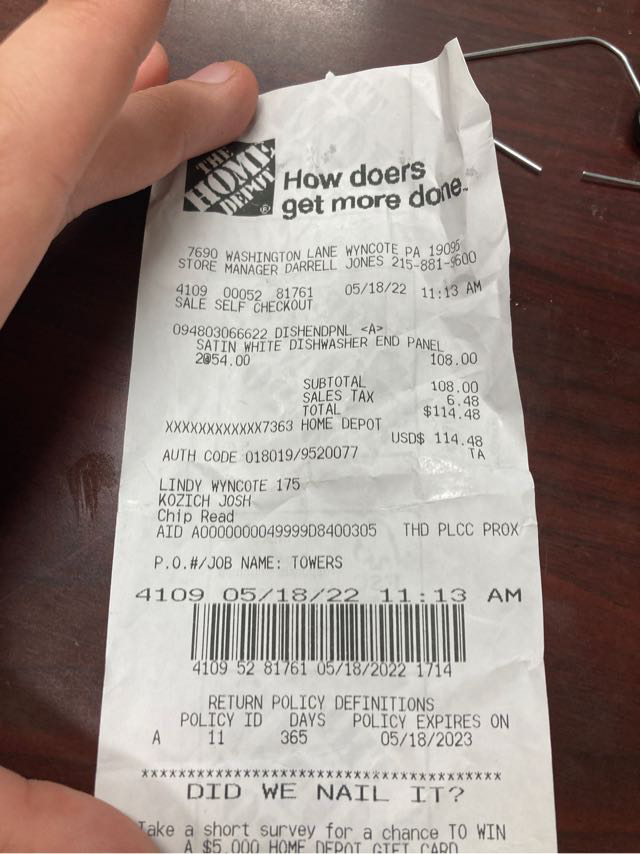 THE
HOME
DEPOT
How doers
get more done.
7690 WASHINGTON LANE WYNCOTE, PA 19095
STORE MANAGER DARRELL JONES 215-881-9600
4109 00052 81761 05/18/22 11:13 AM
SALE SELF CHECKOUT
094803066622 DISHENDPNL <A>
SATIN WHITE DISHWASHER END PANEL
2@54.00 108.00
SUBTOTAL 108.00
SALES TAX 6.48
TOTAL $114.48
XXXXXXXXXXXX7363 HOME DEPOT
USD$ 114.48
AUTH CODE 018019/9520077 TA
LINDY WYNCOTE 175
KOZICH JOSH
Chip Read
AID A0000000049999D8400305 THD PLCC PROX
P.O.#/JOB NAME: TOWERS
4109 05/18/22 11:13 AM
4109 52 81761 05/18/2022 1714
RETURN POLICY DEFINITIONS
POLICY ID DAYS POLICY EXPIRES ON
A 11 365 05/18/2023
************************************
DID WE NAIL IT?
Take a short survey for a chance TO WIN
A $5,000 HOME DEPOT GIFT CARD